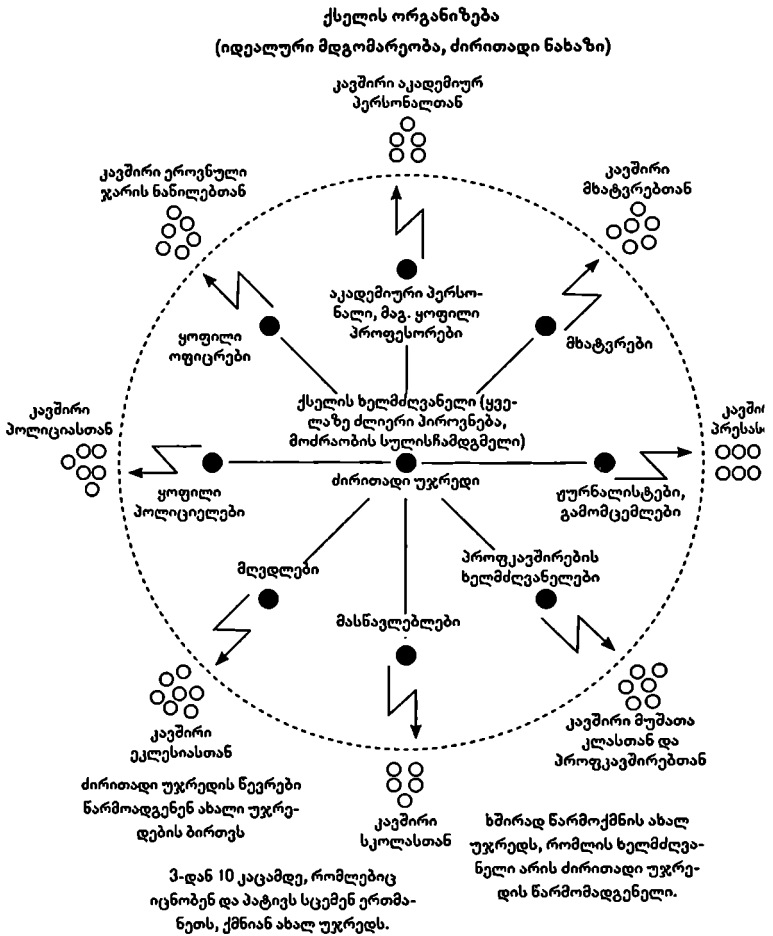 ქსელის ორგანიზება
(იდეალური მდგომარეობა, ძირითადი ნახაზი)
კავშირი აკადემიურ
პერსონალთან
კავშირი ეროვნული
ჯარის ნაწილებთან
კავშირი
მხატვრებთან
აკადემიური პერსო-
ნალი, მაგ. ყოფილი
პროფესორები
ყოფილი
ოფიცრები
მხატვრები
კავშირი
პოლიციასთან
ქსელის ხელმძღვანელი (ყვე-
ლაზე ძლიერი პიროვნება,
მოძრაობის სულისჩამდგმელი)
ძირითადი უჯრედი
ყოფილი
პოლიციელები
ჟურნალისტები,
გამომცემლები
მღვდლები
პროფკავშირების
ხელმძღვანელები
მასწავლებლები
კავშირი
ეკლესიასთან
კავშირი მუშათა
კლასთან და
პროფკავშირებთან
კავშირი
სკოლასთან
ძირითადი უჯრედის წევრები
წარმოადგენენ ახალი უჯრე-
დების ბირთვს
ხშირად წარმოქმნის ახალ
უჯრედს, რომლის ხელმძღვა-
ნელი არის ძირითადი უჯრე-
დის წარმომადგენელი.
3-დან 10 კაცამდე, რომლებიც
იცნობენ და პატივს სცემენ ერთმა-
ნეთს, ქმნიან ახალ უჯრედს.